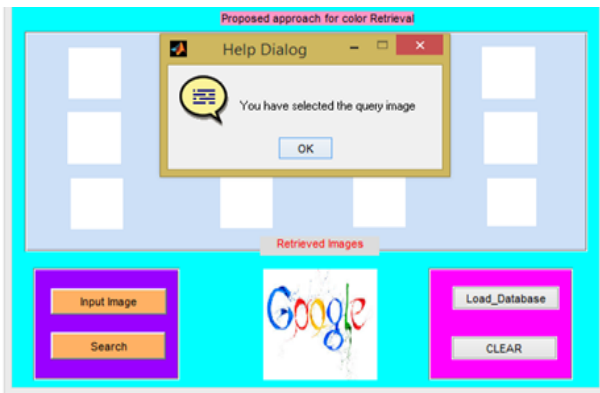 Proposed approach for color Retrieval
Help Dialog
You have selected the query image
OK
Retrieved Images
Input Image
Search
Google
Load_Database
CLEAR